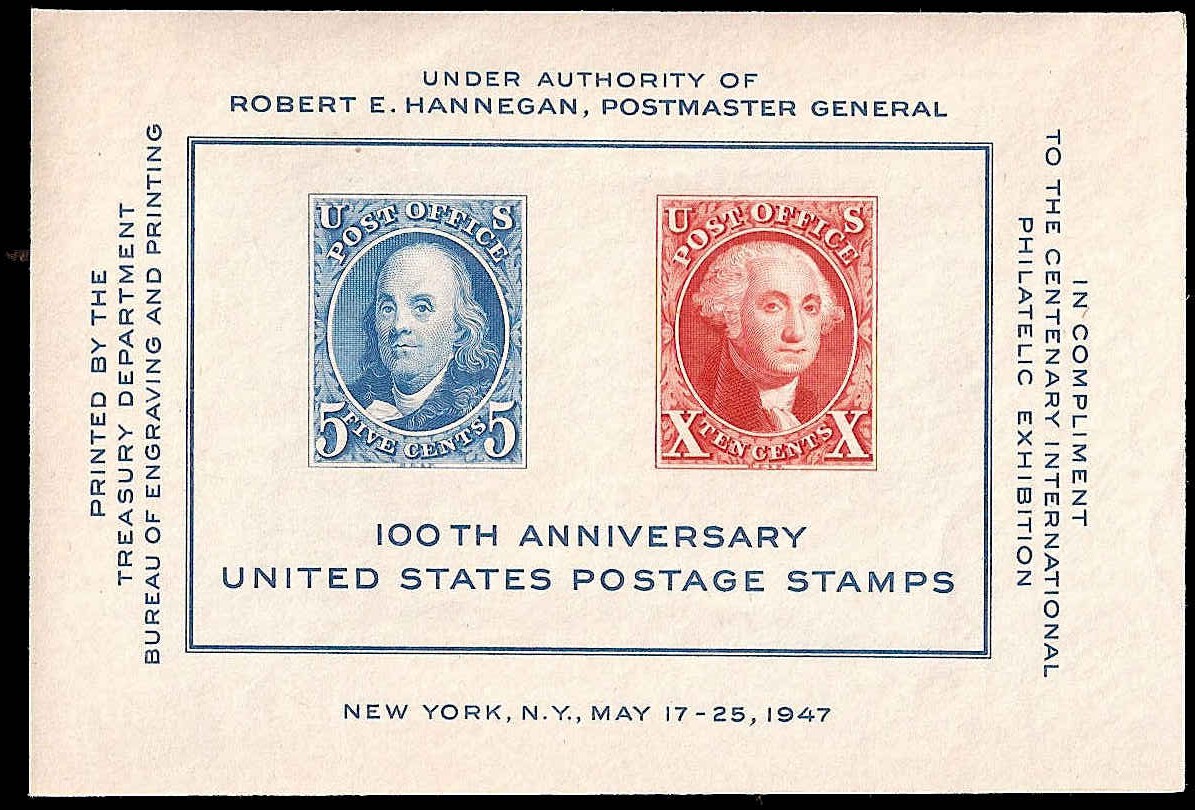 UNDER AUTHORITY OF
ROBERT E. HANNEGAN, POSTMASTER GENERAL
PRINTED BY THE
TREASURY DEPARTMENT
BUREAU OF ENGRAVING AND PRINTING
U S
POST OFFICE
5 FIVE CENTS 5
U S
POST OFFICE
X TEN CENTS X
100TH ANNIVERSARY
UNITED STATES POSTAGE STAMPS
IN COMPLIMENT
TO THE CENTENARY INTERNATIONAL
PHILATELIC EXHIBITION
NEW YORK, N.Y., MAY 17-25, 1947